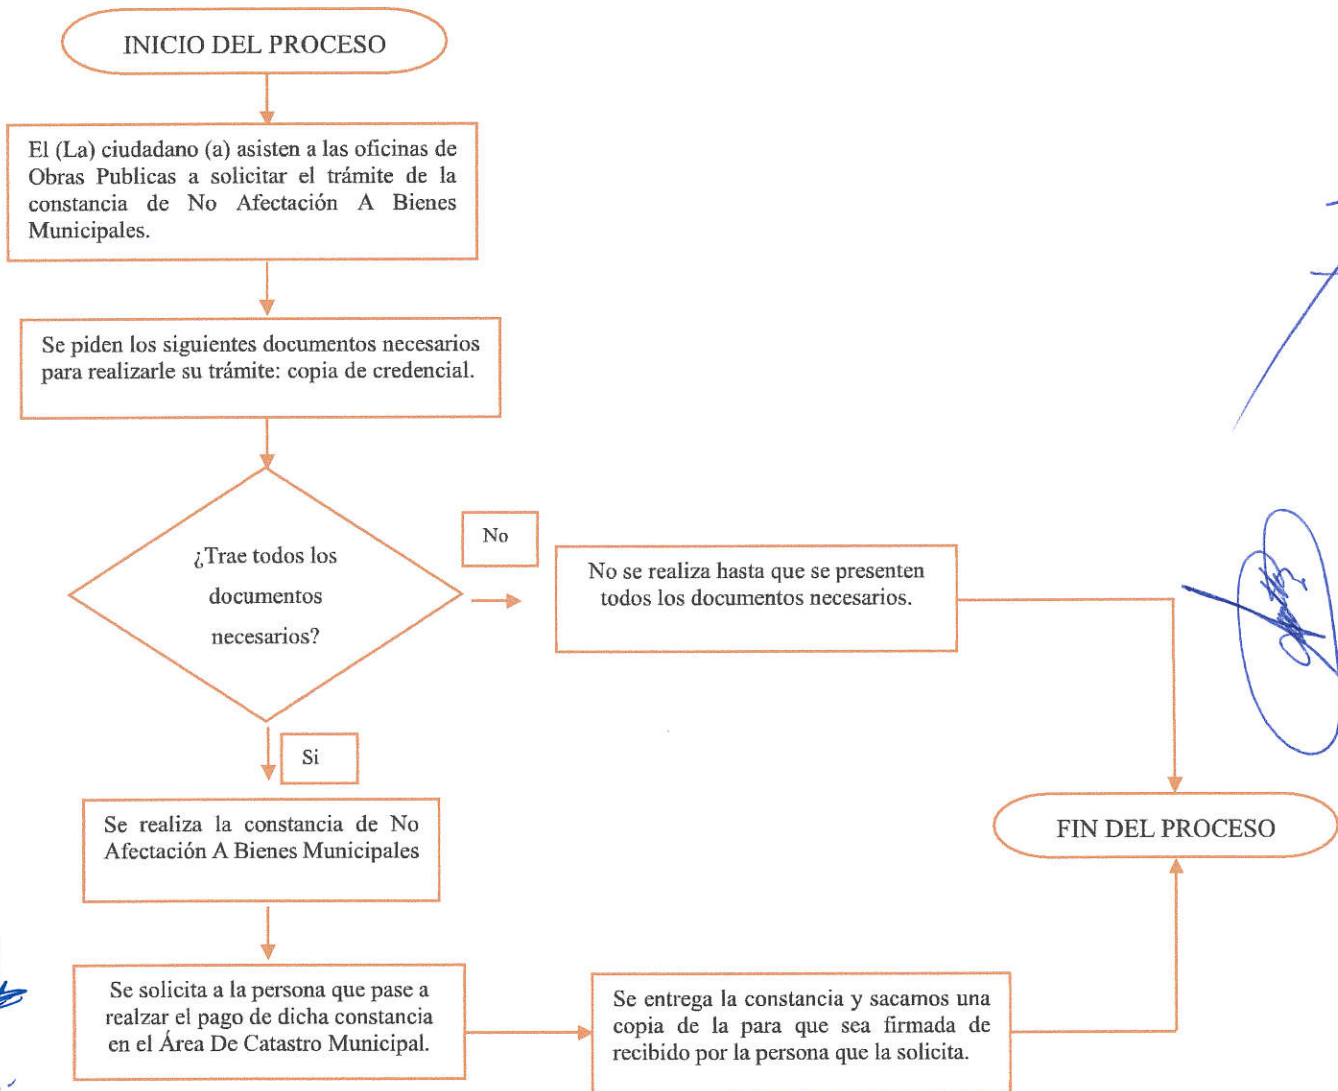 INICIO DEL PROCESO
El (La) ciudadano (a) asisten a las oficinas de
Obras Publicas a solicitar el trámite de la
constancia de No Afectación A Bienes
Municipales.
Se piden los siguientes documentos necesarios
para realizarle su trámite: copia de credencial.
¿Trae todos los
documentos
necesarios?
No
No se realiza hasta que se presenten
todos los documentos necesarios.
Si
Se realiza la constancia de No
Afectación A Bienes Municipales
FIN DEL PROCESO
Se solicita a la persona que pase a
realzar el pago de dicha constancia
en el Área De Catastro Municipal.
Se entrega la constancia y sacamos una
copia de la para que sea firmada de
recibido por la persona que la solicita.